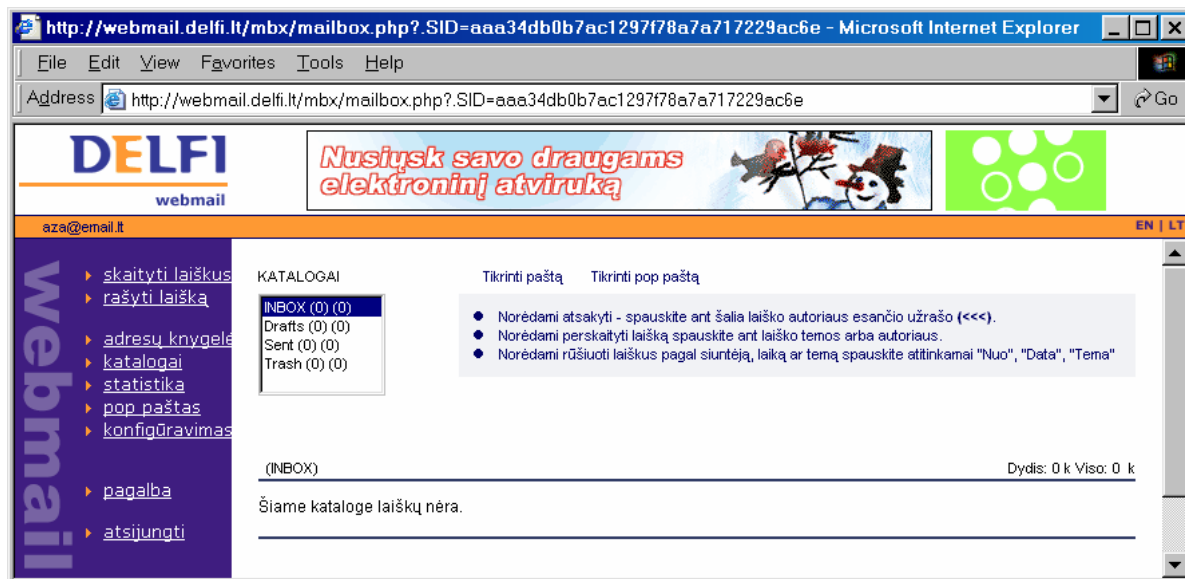 http://webmail.delfi.lt/mbx/mailbox.php?.SID=aaa34db0b7ac1297f78a7a717229ac6e - Microsoft Internet Explorer
File Edit View Favorites Tools Help
Address http://webmail.delfi.lt/mbx/mailbox.php?.SID=aaa34db0b7ac1297f78a7a717229ac6e Go
DELFI
webmail
Nusiųsk savo draugams
elektroninį atviruką
aza@email.lt EN | LT
webmail
skaityti laiškus
rašyti laišką
adresų knygelė
katalogai
statistika
pop paštas
konfigūravimas
pagalba
atsijungti
KATALOGAI
INBOX (0) (0)
Drafts (0) (0)
Sent (0) (0)
Trash (0) (0)
Tikrinti paštą Tikrinti pop paštą
Norėdami atsakyti - spauskite ant šalia laiško autoriaus esančio užrašo (<<<).
Norėdami perskaityti laišką spauskite ant laiško temos arba autoriaus.
Norėdami rūšiuoti laiškus pagal siuntėją, laiką ar temą spauskite atitinkamai "Nuo", "Data", "Tema"
(INBOX) Dydis: 0 k Viso: 0 k
Šiame kataloge laiškų nėra.